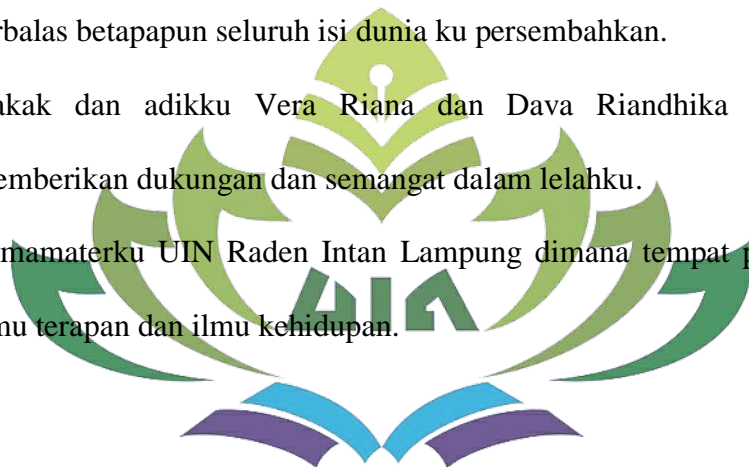 rbalas betapapun seluruh isi dunia ku persembahkan.
akak dan adikku Vera Riana dan Dava Riandhika
emberikan dukungan dan semangat dalam lelahku.
mamaterku UIN Raden Intan Lampung dimana tempat p
mu terapan dan ilmu kehidupan.
UIN